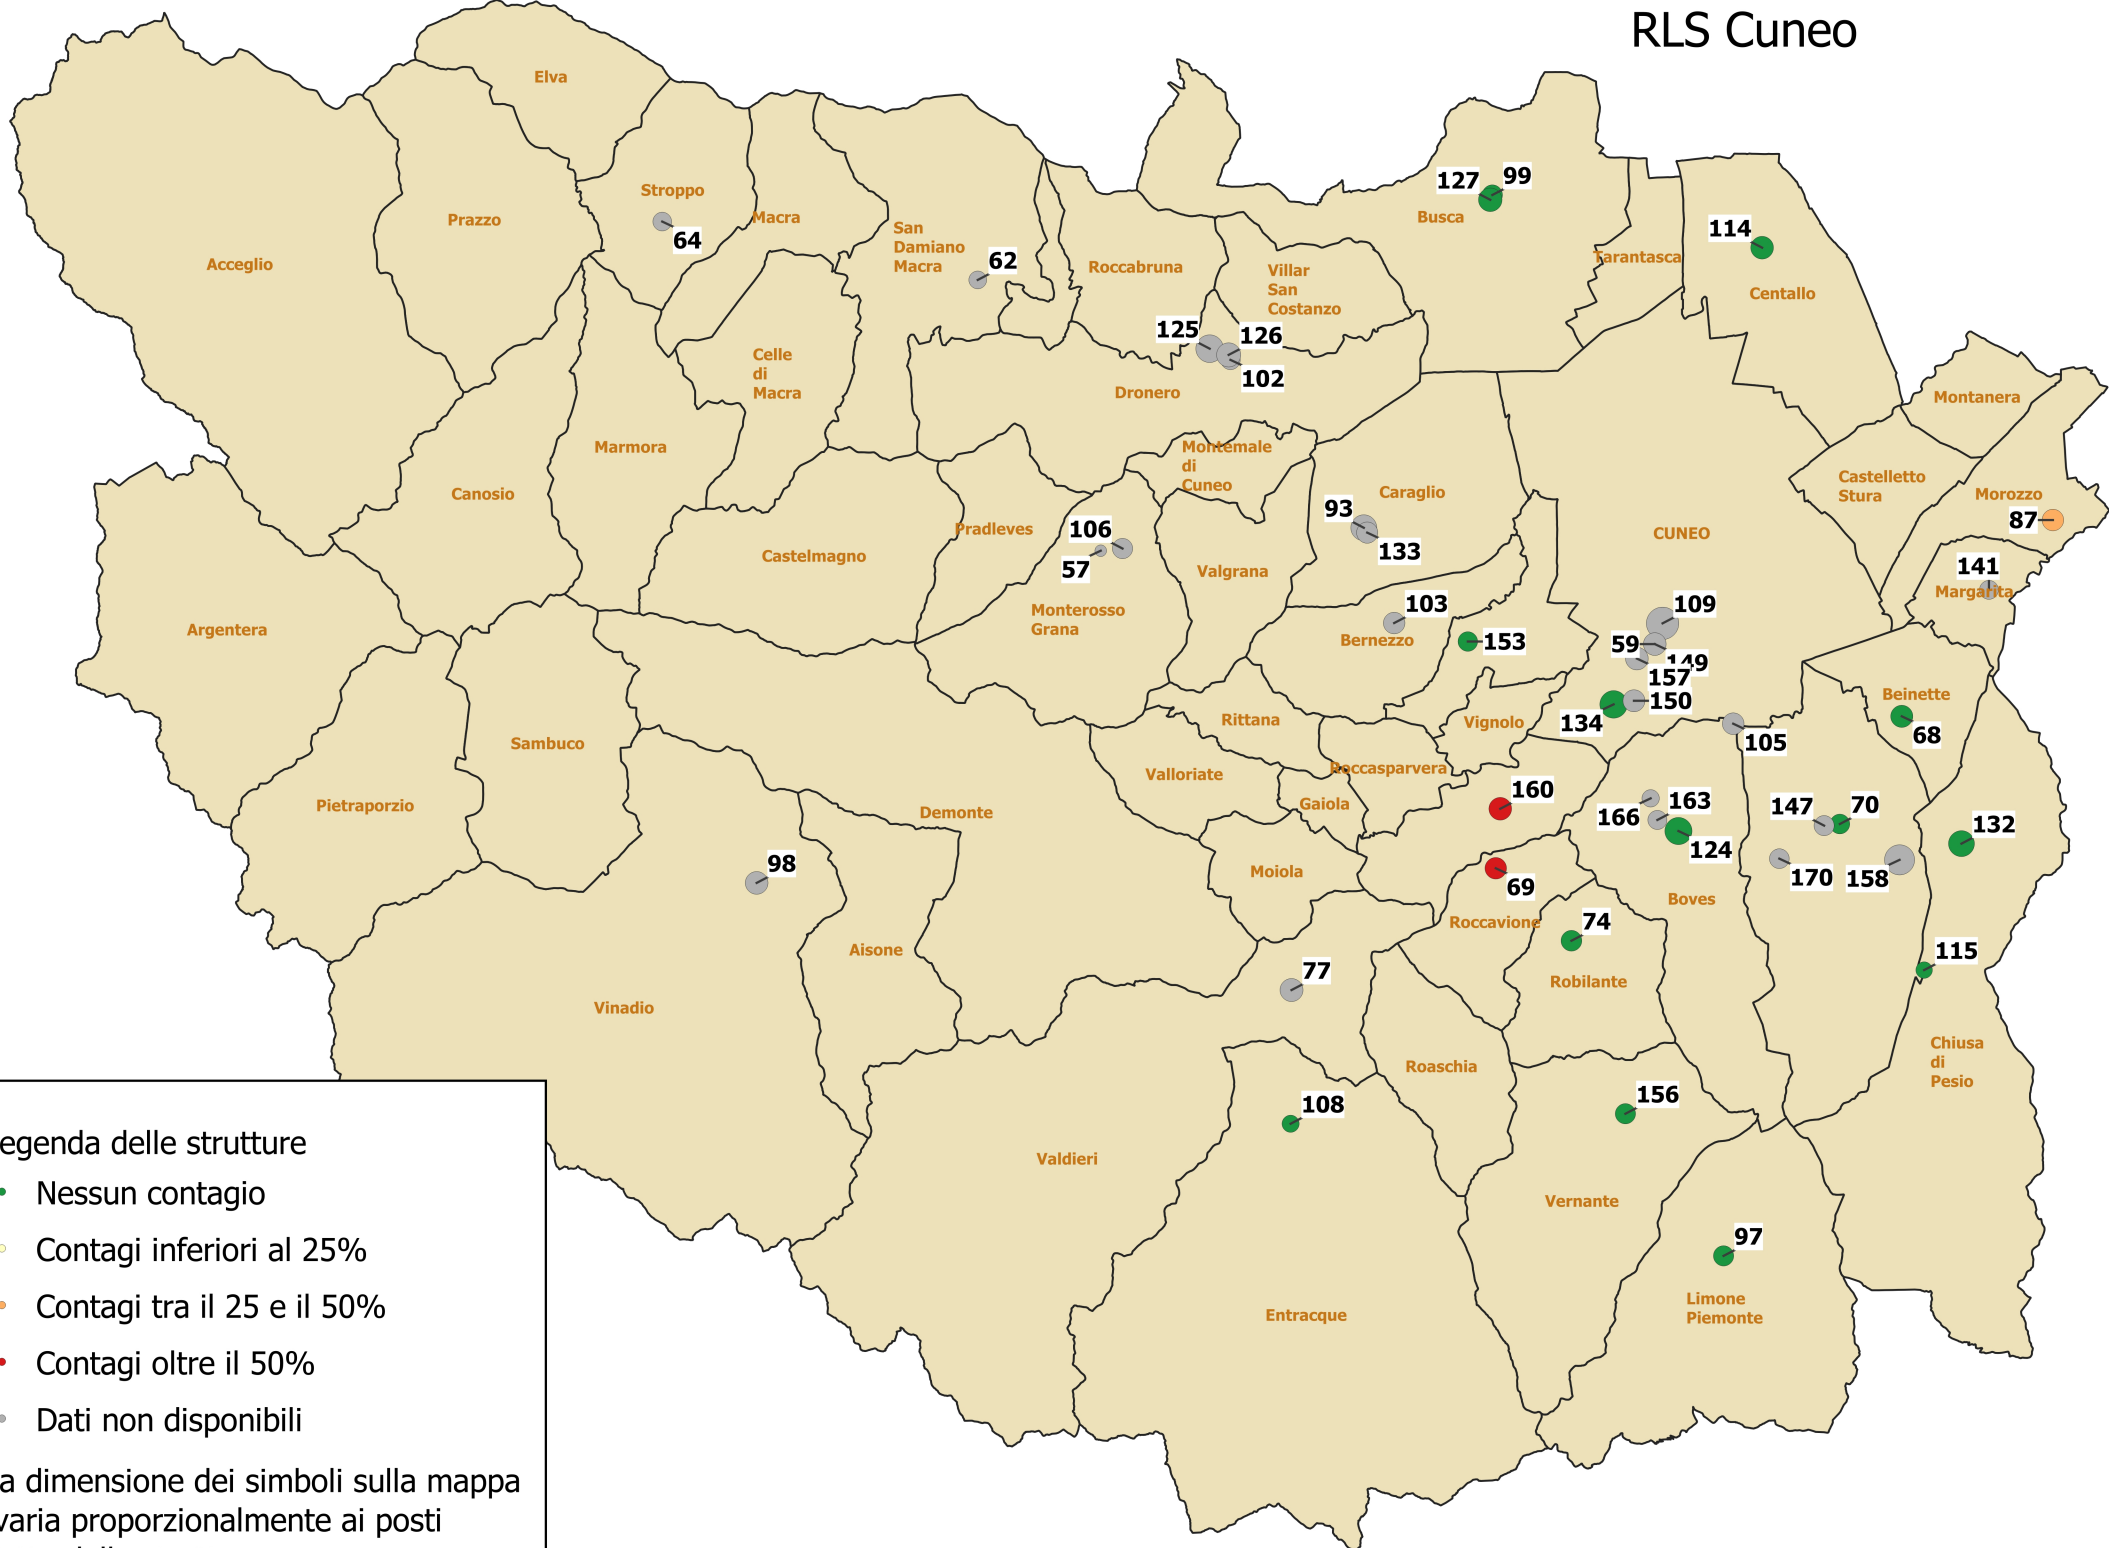 RLS Cuneo
Elva
Stroppo
64
Prazzo
Macra
Acceglio
San
Damiano
Macra
62
Roccabruna
Villar
San
Costanzo
127
99
Busca
Tarantasca
114
Centallo
125
126
102
Dronero
Celle
di
Macra
Marmora
Canosio
Castelmagno
Pradleves
106
57
Monterosso
Grana
Montemale
di
Cuneo
Valgrana
Caraglio
93
133
103
Bernezzo
153
CUNEO
109
59
149
157
150
134
105
Montanera
Castelletto
Stura
Morozzo
87
141
Margarita
Beinette
68
Argentera
Pietraporzio
Sambuco
Demonte
98
Vinadio
Aisone
Rittana
Valloriate
Vignolo
Roccasparvera
Gaiola
Moiola
160
69
Roccavione
166
163
124
Boves
147
70
170
158
132
115
74
Robilante
77
Roaschia
Chiusa
di
Pesio
108
Valdieri
Entracque
156
Vernante
97
Limone
Piemonte
egenda delle strutture
Nessun contagio
Contagi inferiori al 25%
Contagi tra il 25 e il 50%
Contagi oltre il 50%
Dati non disponibili
a dimensione dei simboli sulla mappa
varia proporzionalmente ai posti